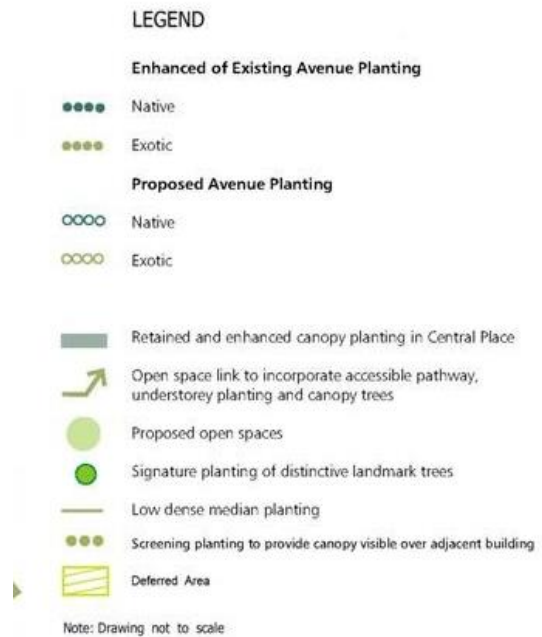 LEGEND
Enhanced of Existing Avenue Planting
Native
Exotic
Proposed Avenue Planting
Native
Exotic
Retained and enhanced canopy planting in Central Place
Open space link to incorporate accessible pathway,
understorey planting and canopy trees
Proposed open spaces
Signature planting of distinctive landmark trees
Low dense median planting
Screening planting to provide canopy visible over adjacent building
Deferred Area
Note: Drawing not to scale